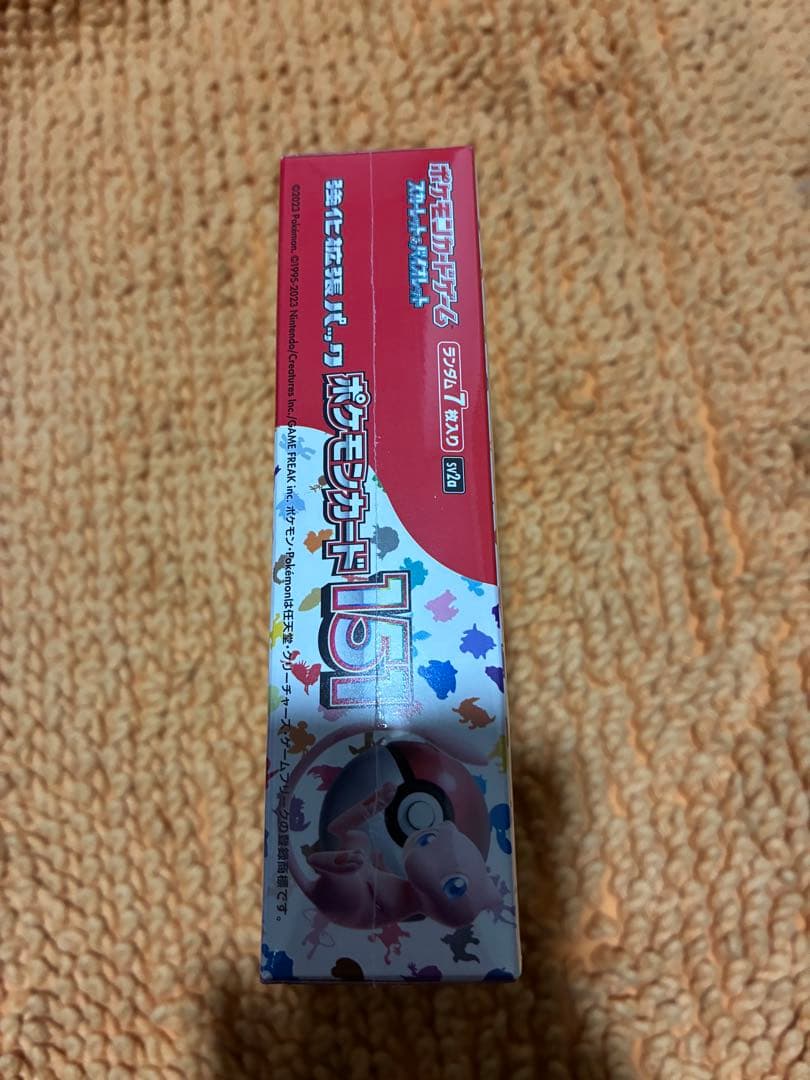 ポケモンカードゲーム
スカーレット&バイオレット
ランダム7枚入り
sv2a
強化拡張パック
ポケモンカード151
©2023 Pokémon. ©1995-2023 Nintendo/Creatures Inc./GAME FREAK inc. ポケモン・Pokémonは任天堂・クリーチャーズ・ゲームフリークの登録商標です。